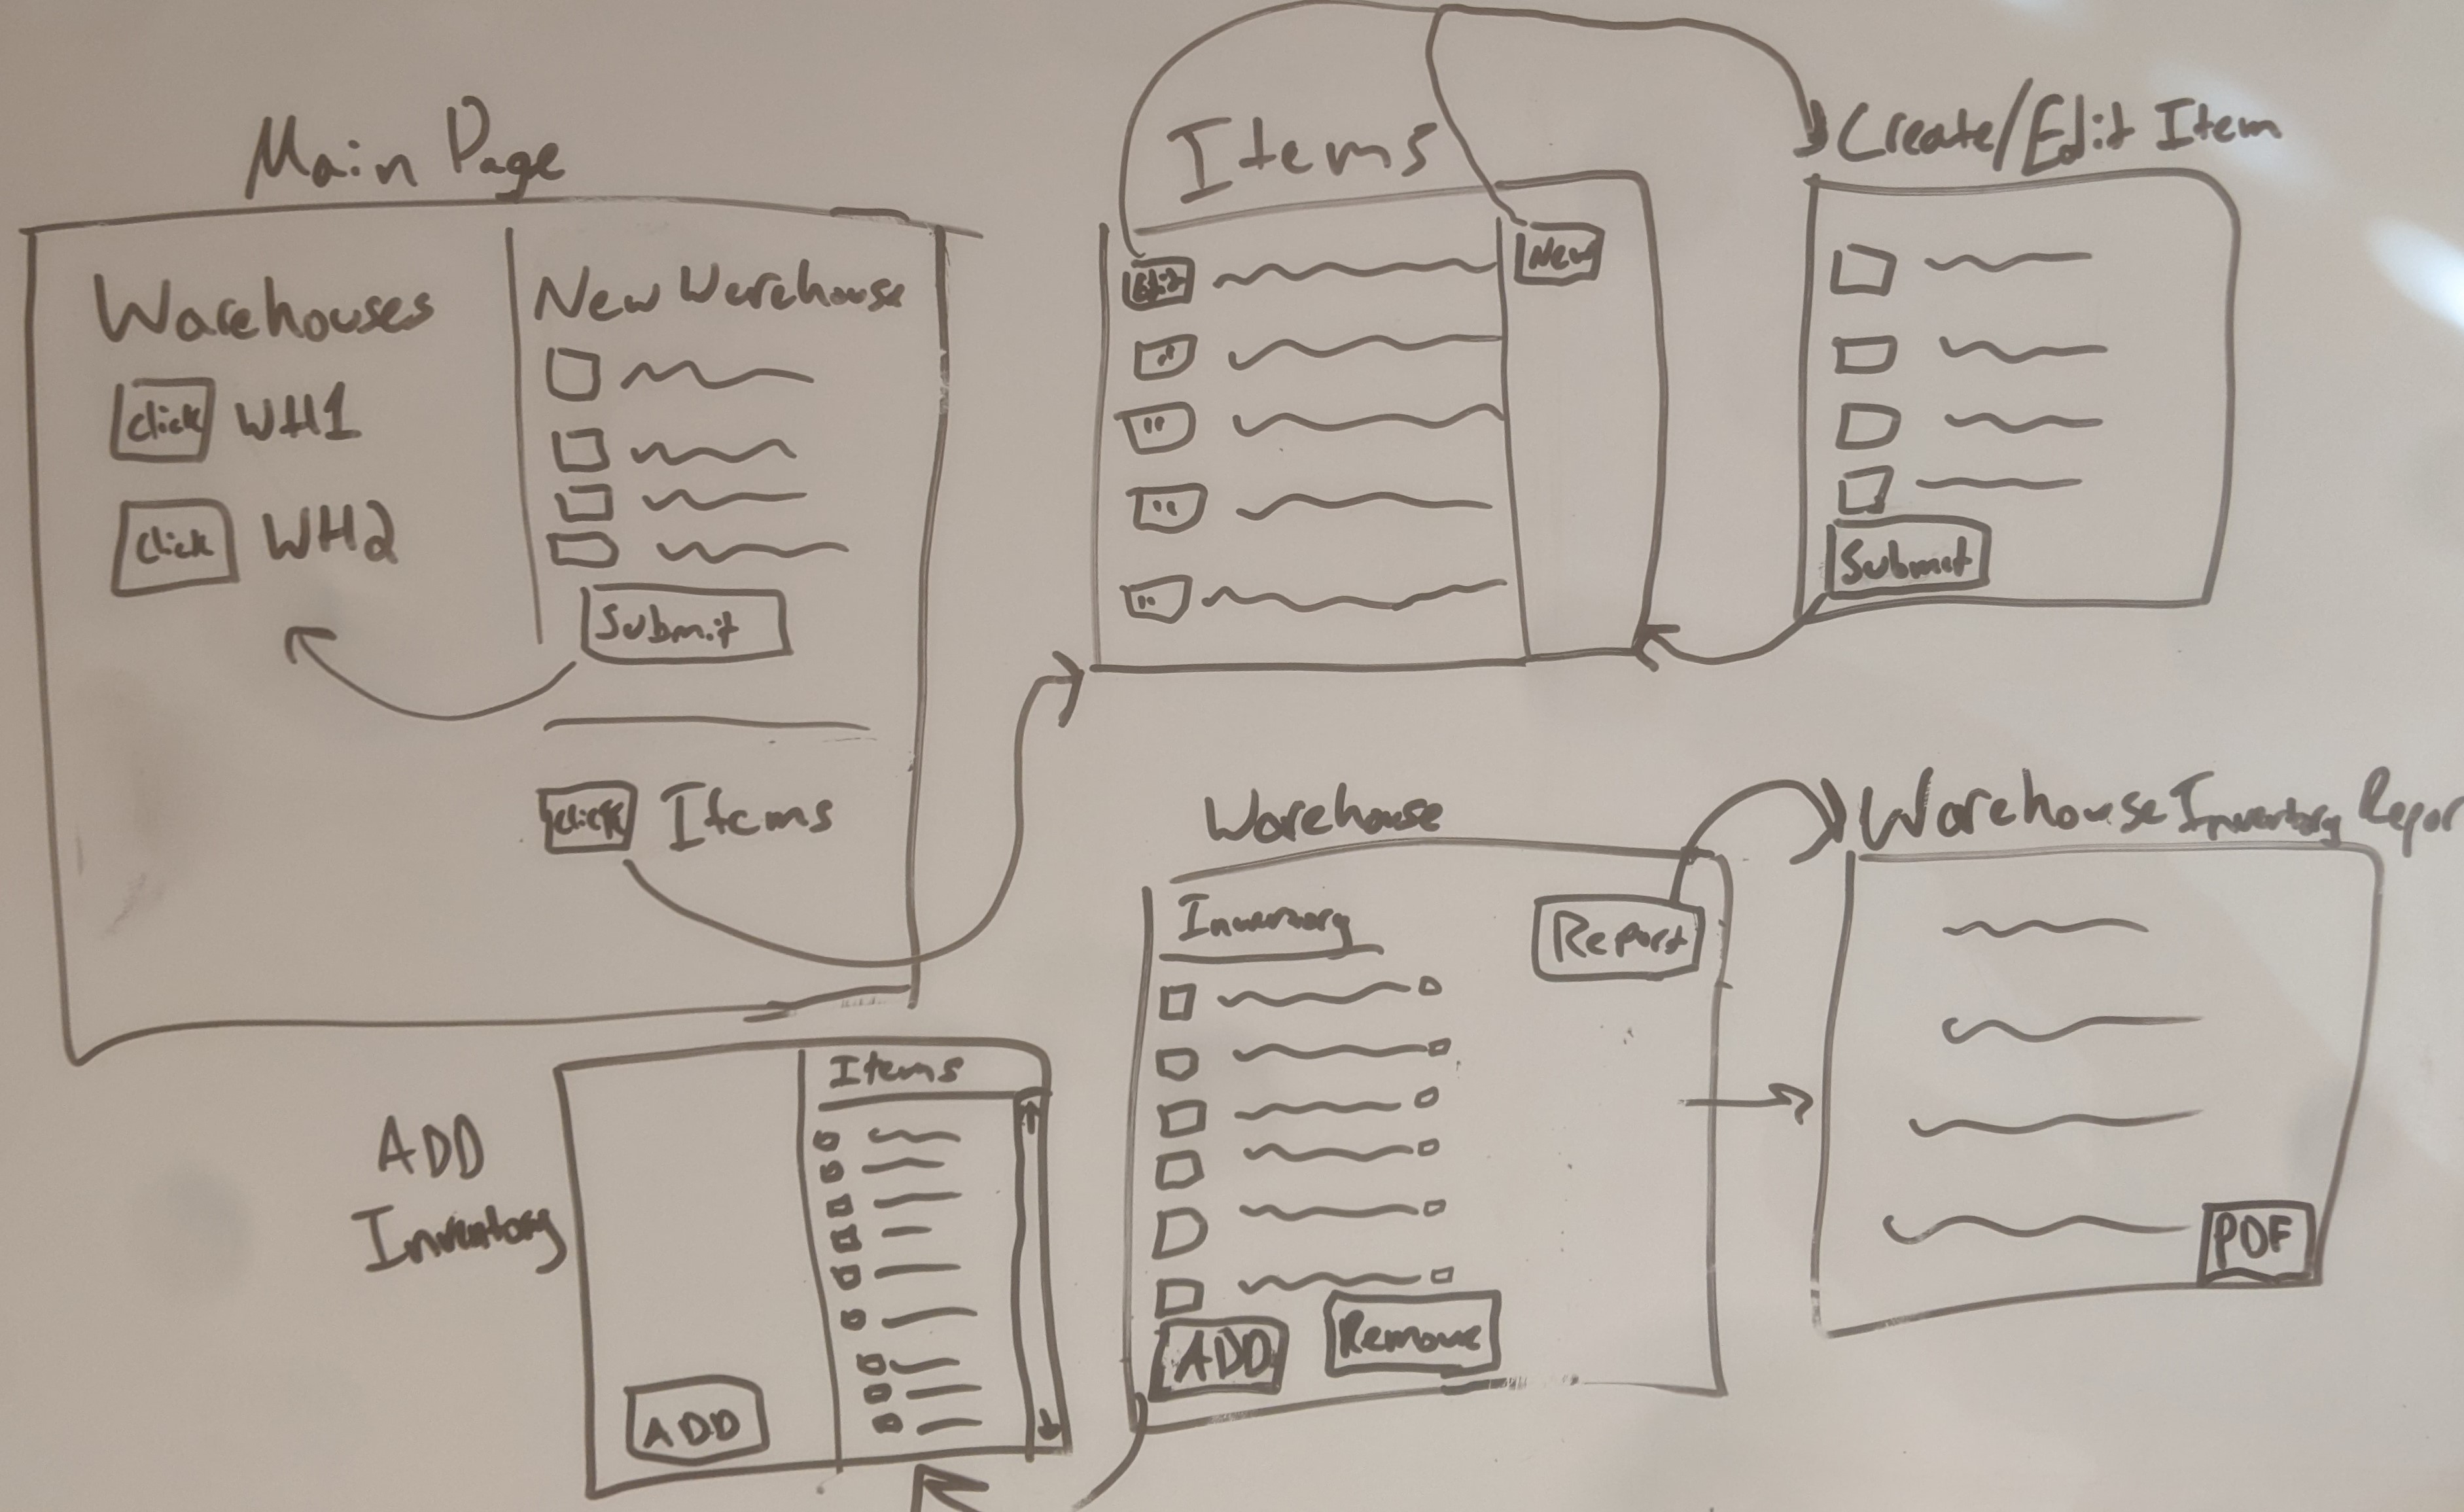 Main Page
Warehouses
Click WH1
Click WH2
New Warehouse
Submit
Click Items
Items
Edit
New
Create/Edit Item
Submit
Warehouse
Inventory
Report
ADD
Remove
Warehouse Inventory Repor
PDF
ADD
Inventory
Items
ADD